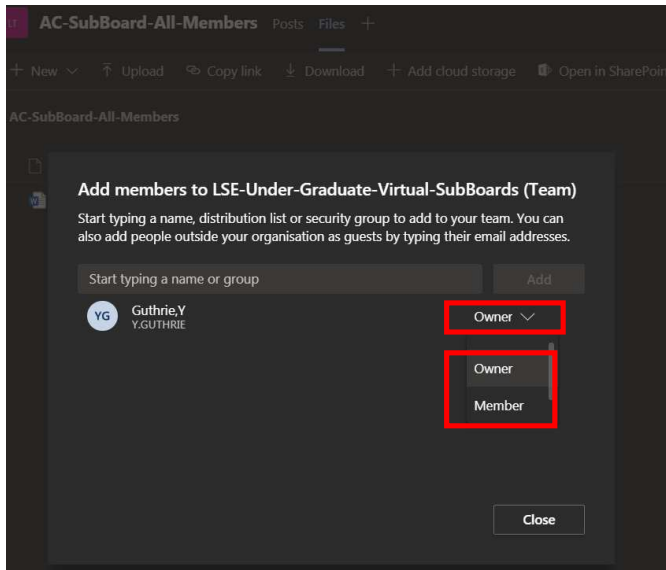 LT AC-SubBoard-All-Members Posts Files +
+ New Upload Copy link Download + Add cloud storage Open in SharePoin
AC-SubBoard-All-Members
Add members to LSE-Under-Graduate-Virtual-SubBoards (Team)
Start typing a name, distribution list or security group to add to your team. You can
also add people outside your organisation as guests by typing their email addresses.
Start typing a name or group Add
YG Guthrie,Y Owner
Y.GUTHRIE
Owner
Member
Close